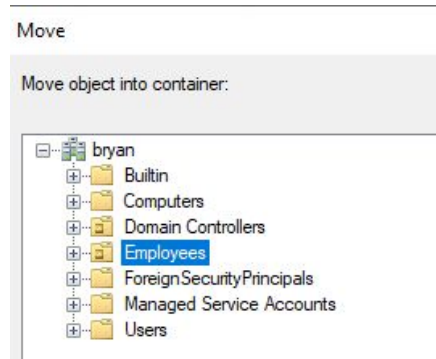 Move
Move object into container:
bryan
Builtin
Computers
Domain Controllers
Employees
ForeignSecurityPrincipals
Managed Service Accounts
Users